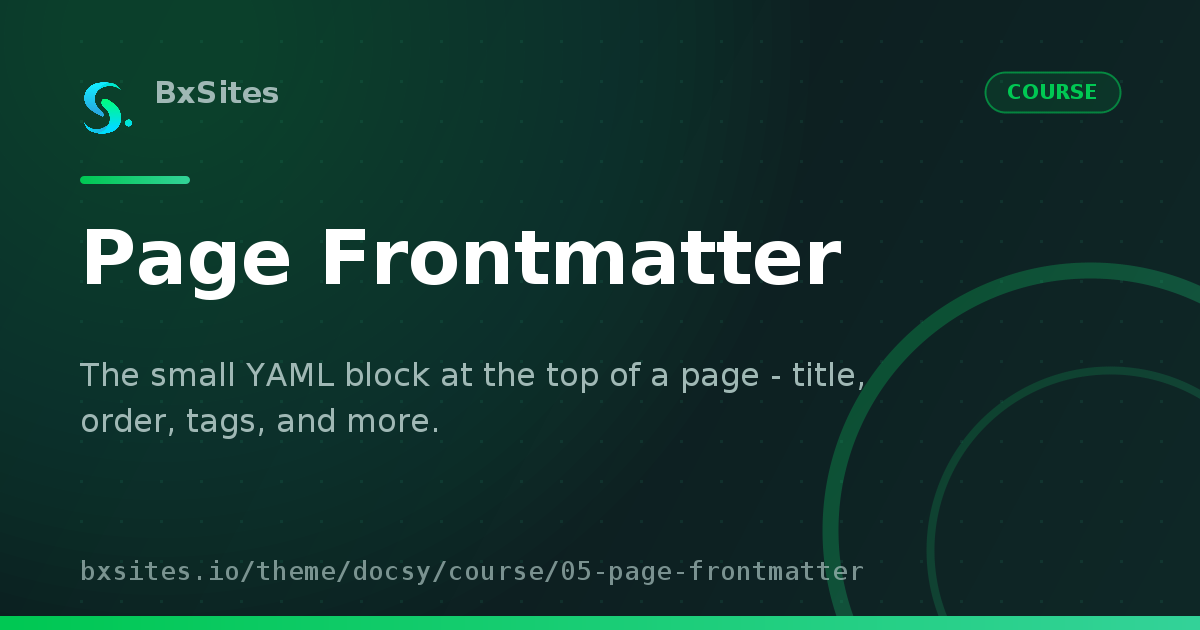 BxSites
COURSE
Page Frontmatter
The small YAML block at the top of a page - title,
order, tags, and more.
bxsites.io/theme/docsy/course/05-page-frontmatter